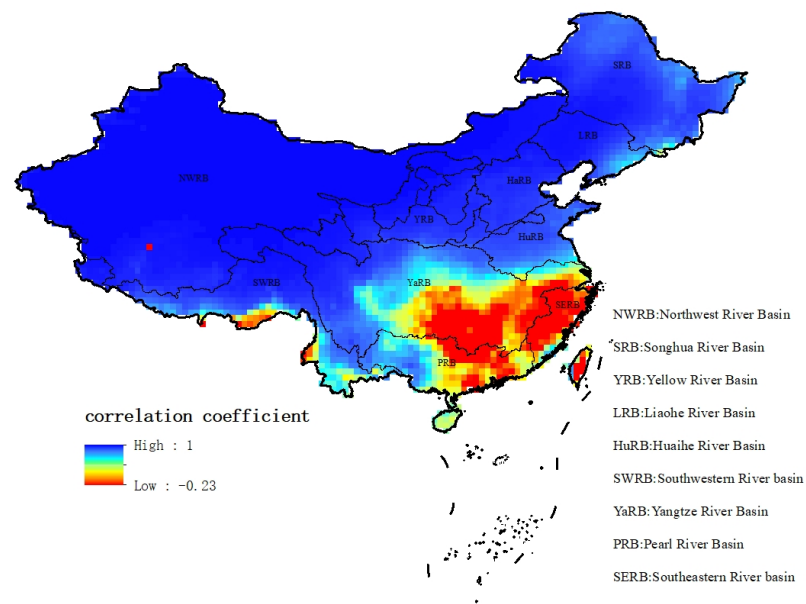 SRB
LRB
NWRB
HaRB
YRB
HuRB
SWRB
YaRB
SERB
PRB
correlation coefficient
High : 1
Low : -0.23
NWRB:Northwest River Basin
SRB:Songhua River Basin
YRB:Yellow River Basin
LRB:Liaohe River Basin
HuRB:Huaihe River Basin
SWRB:Southwestern River basin
YaRB:Yangtze River Basin
PRB:Pearl River Basin
SERB:Southeastern River basin